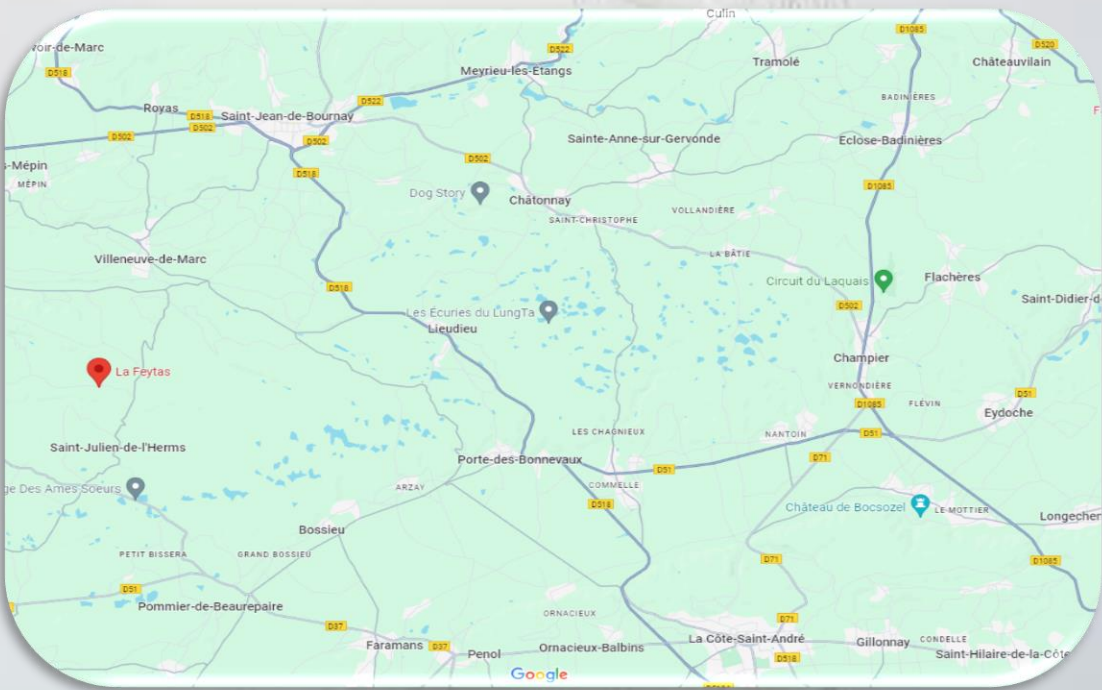 Culin
D1085
D520
voir-de-Marc
D522
Tramolé
Châteauvilain
D518
Meyrieu-les-Etangs
BADINIÈRES
Royas
D522
D518
Saint-Jean-de-Bournay
D502
D502
D502
Sainte-Anne-sur-Gervonde
Eclose-Badinières
s-Mépin
D502
D518
MÉPIN
D1085
Dog Story
Châtonnay
VOLLANDIÈRE
SAINT-CHRISTOPHE
LA BÂTIE
Villeneuve-de-Marc
Circuit du Laquais
Flachères
D518
Saint-Didier-d
D502
Les Écuries du LungTa
Lieudieu
Champier
La Feytas
VERNONDIÈRE
D51
D1085
FLÉVIN
Eydoche
LES CHAGNIEUX
NANTOIN
D51
Saint-Julien-de-l'Herms
Porte-des-Bonnevaux
D71
D51
ge Des Ames Soeurs
ARZAY
COMMELLE
D518
Château de Bocsozel
LE MOTTIER
Longechen
Bossieu
PETIT BISSERA
GRAND BOSSIEU
D71
D1085
D51
Pommier-de-Beaurepaire
ORNACIEUX
D71
D37
Faramans
D37
Penol
Ornacieux-Balbins
La Côte-Saint-André
Gillonnay
CONDELLE
D518
Saint-Hilaire-de-la-Côte
Google